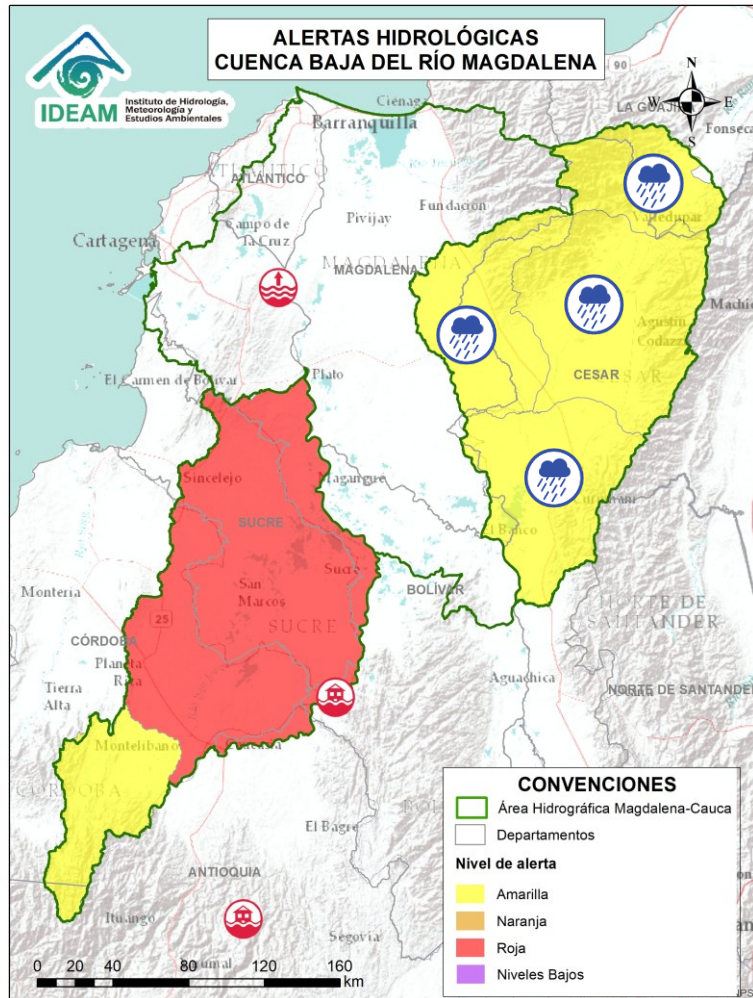 ALERTAS HIDROLÓGICAS
CUENCA BAJA DEL RÍO MAGDALENA
IDEAM
Instituto de Hidrología,
Meteorología y
Estudios Ambientales
90
N
W
E
S
LA GUAJIRA
Fonseca
Ciénaga
Barranquilla
ATLÁNTICO
ATLÁNTICO
Campo de
la Cruz
Pivijay
Fundación
Valledupar
Cartagena
MAGDALENA
MAGDALENA
Agustín
Codazzi
El Carmen de Bolívar
Plato
CESAR
CESAR
Sincelejo
Magangué
SUCRE
El Banco
Sucre
San
Marcos
BOLÍVAR
Montería
25
SUCRE
NORTE DE
SANTANDER
CÓRDOBA
Planeta
Rica
Tierra
Alta
Aguachica
NORTE DE SANTANDER
Montelíbano
CÓRDOBA
El Bagre
ANTIOQUIA
Ituango
Segovia
0 20 40 80 120 160
km
CONVENCIONES
Área Hidrográfica Magdalena-Cauca
Departamentos
Nivel de alerta
Amarilla
Naranja
Roja
Niveles Bajos